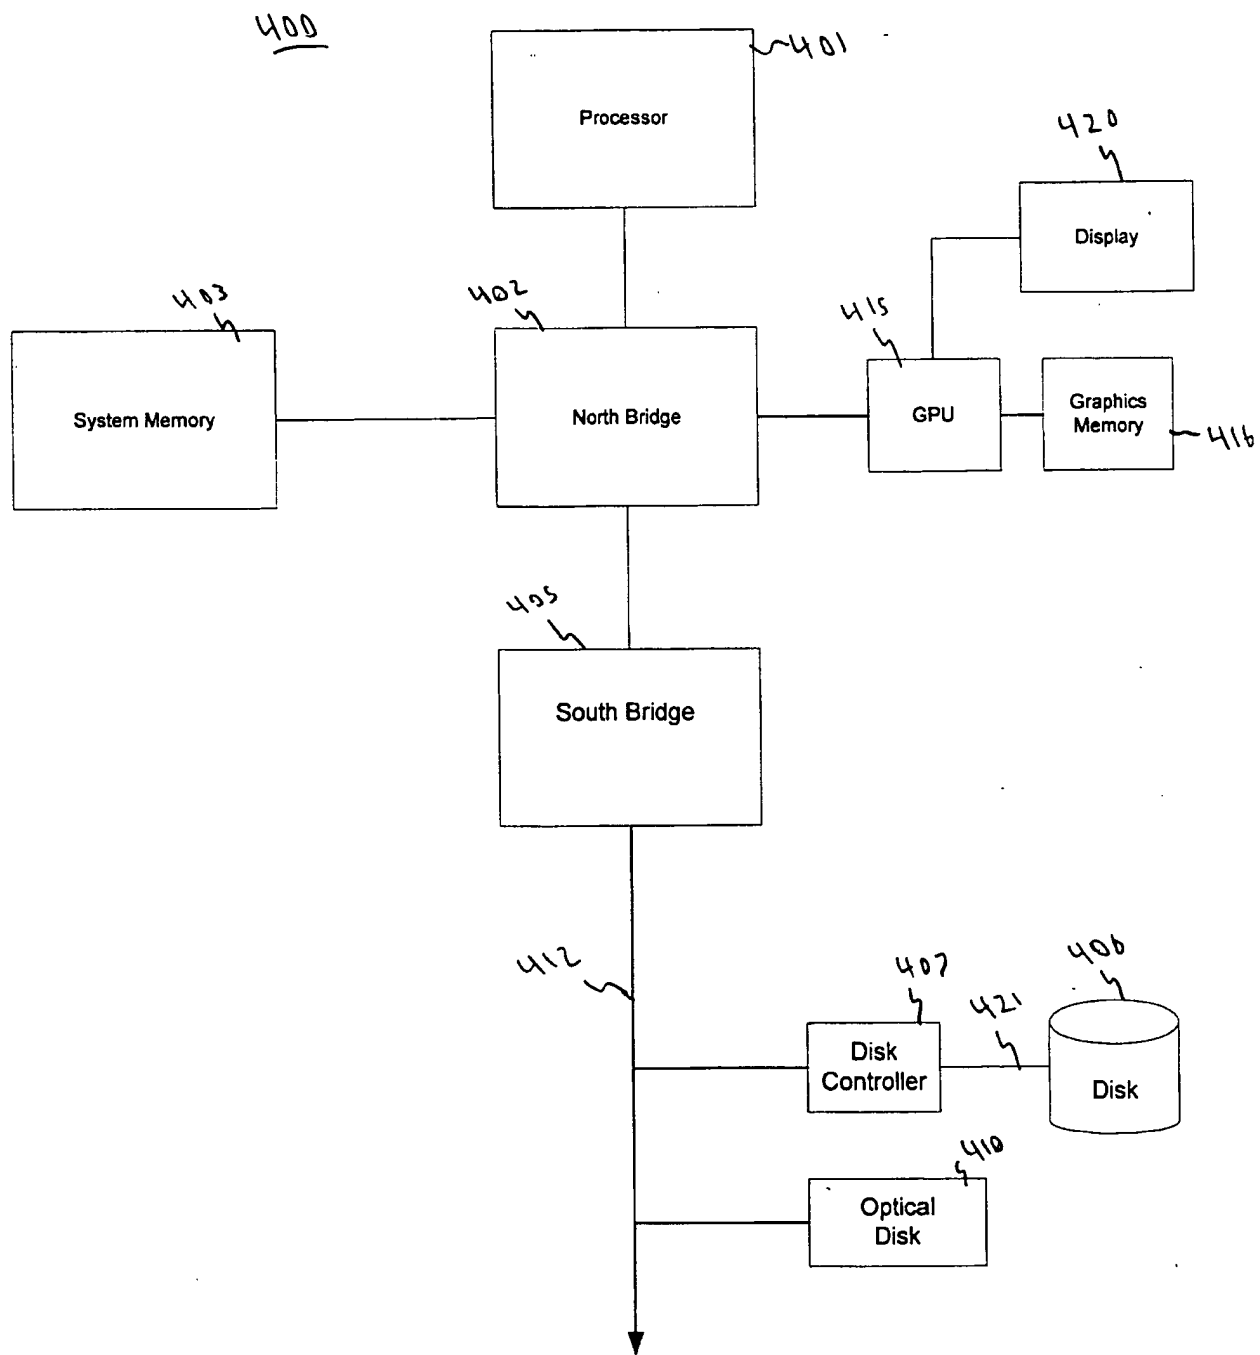 400
401
Processor
420
Display
403
402
415
System Memory
North Bridge
GPU
Graphics
Memory
416
405
South Bridge
412
407
421
406
Disk
Controller
Disk
410
Optical
Disk